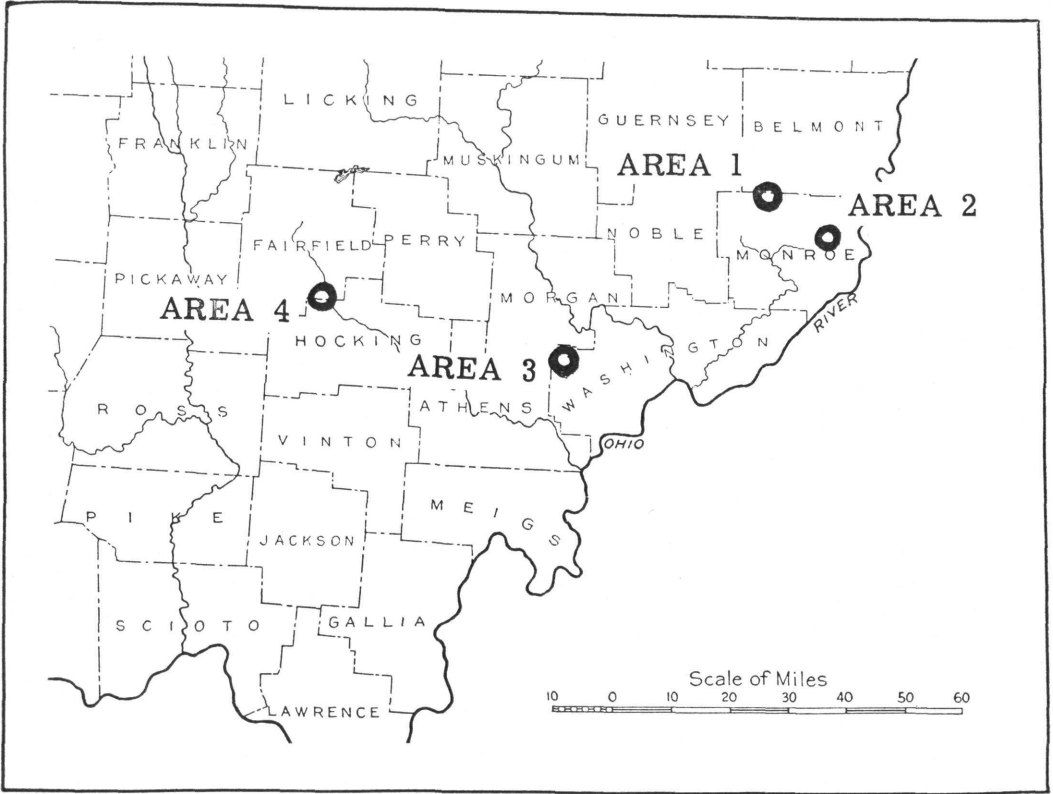 LICKING
FRANKLIN
MUSKINGUM
GUERNSEY
BELMONT
AREA 1
AREA 2
NOBLE
MONROE
FAIRFIELD
PERRY
PICKAWAY
AREA 4
MORGAN
RIVER
HOCKING
AREA 3
WASHINGTON
ROSS
ATHENS
VINTON
OHIO
PIKE
MEIGS
JACKSON
SCIOTO
GALLIA
LAWRENCE
Scale of Miles
10 0 10 20 30 40 50 60